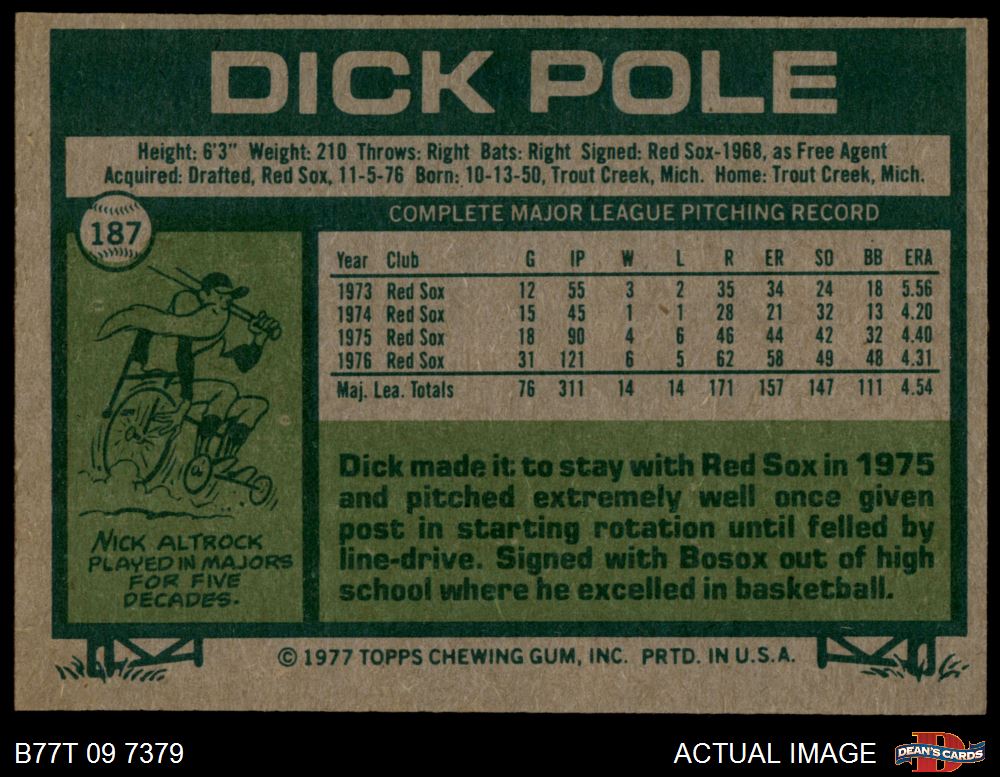 DICK POLE
Height: 6'3" Weight: 210 Throws: Right Bats: Right Signed: Red Sox-1968, as Free Agent
Acquired: Drafted, Red Sox, 11-5-76 Born: 10-13-50, Trout Creek, Mich. Home: Trout Creek, Mich.
187
COMPLETE MAJOR LEAGUE PITCHING RECORD
Year Club G IP W L R ER SO BB ERA
1973 Red Sox 12 55 3 2 35 34 24 18 5.56
1974 Red Sox 15 45 1 1 28 21 32 13 4.20
1975 Red Sox 18 90 4 6 46 44 42 32 4.40
1976 Red Sox 31 121 6 5 62 58 49 48 4.31
Maj. Lea. Totals 76 311 14 14 171 157 147 111 4.54
NICK ALTROCK
PLAYED IN MAJORS
FOR FIVE
DECADES.
Dick made it to stay with Red Sox in 1975
and pitched extremely well once given
post in starting rotation until felled by
line-drive. Signed with Bosox out of high
school where he excelled in basketball.
© 1977 TOPPS CHEWING GUM, INC. PRTD. IN U.S.A.
B77T 09 7379
ACTUAL IMAGE
DEAN'S CARDS